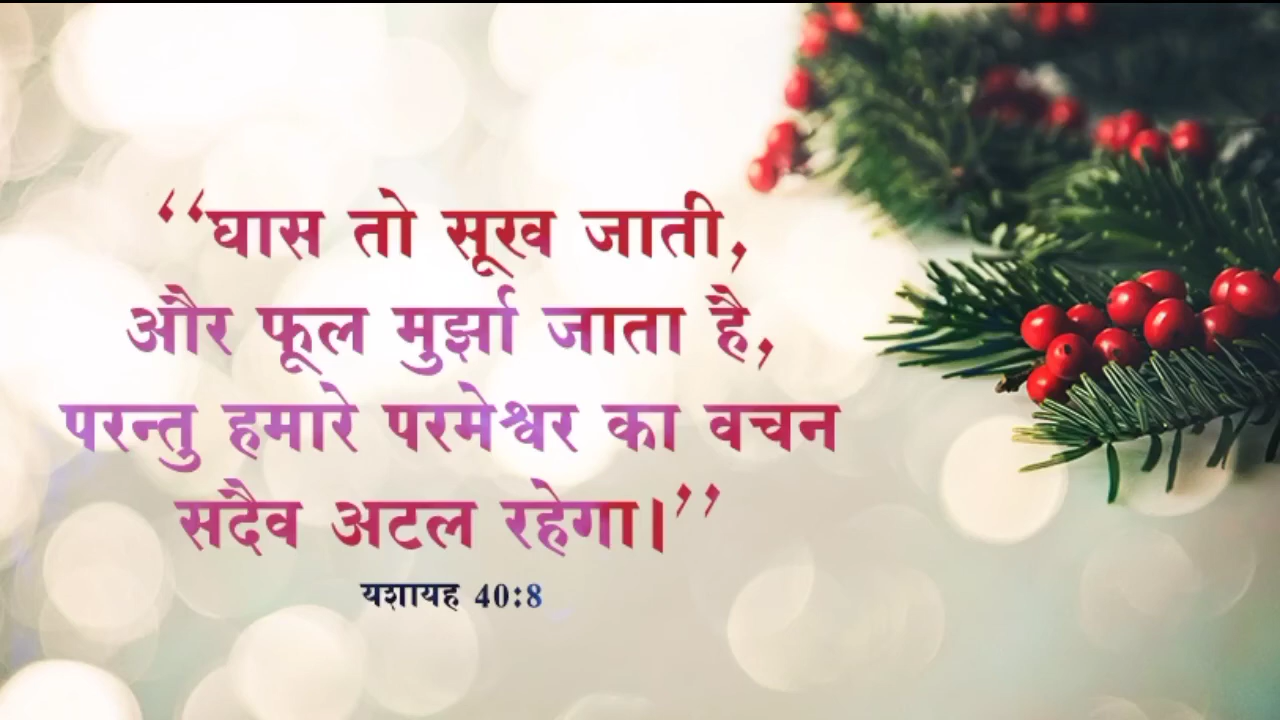 ‘‘घास तो सूख जाती,
और फूल मुर्झा जाता है,
परन्तु हमारे परमेश्वर का वचन
सदैव अटल रहेगा।’’
यशायह 40:8